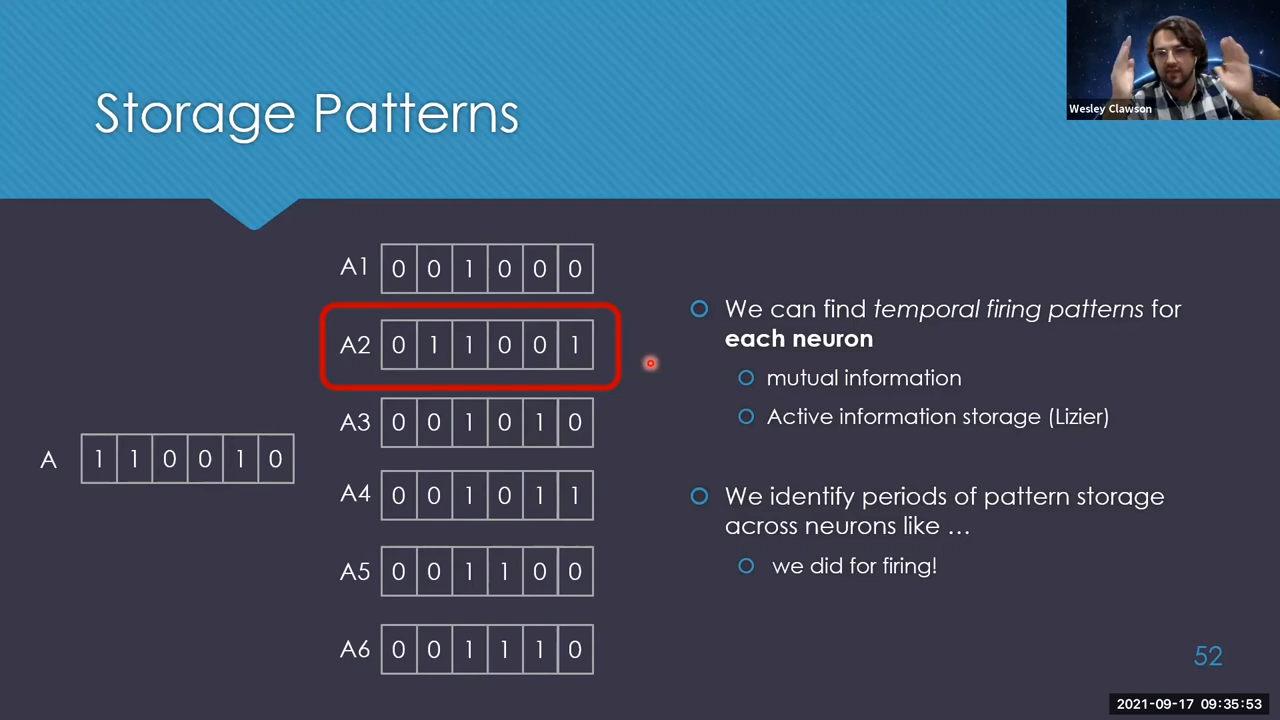 Wesley Clawson
Storage Patterns
A 1 1 0 0 1 0
A1 0 0 1 0 0 0
A2 0 1 1 0 0 1
A3 0 0 1 0 1 0
A4 0 0 1 0 1 1
A5 0 0 1 1 0 0
A6 0 0 1 1 1 0
We can find temporal firing patterns for
each neuron
mutual information
Active information storage (Lizier)
We identify periods of pattern storage
across neurons like …
we did for firing!
52
2021-09-17 09:35:53